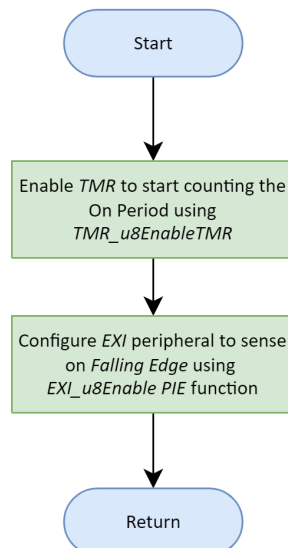 Start
Enable TMR to start counting the
On Period using
TMR_u8EnableTMR
Configure EXI peripheral to sense
on Falling Edge using
EXI_u8Enable PIE function
Return